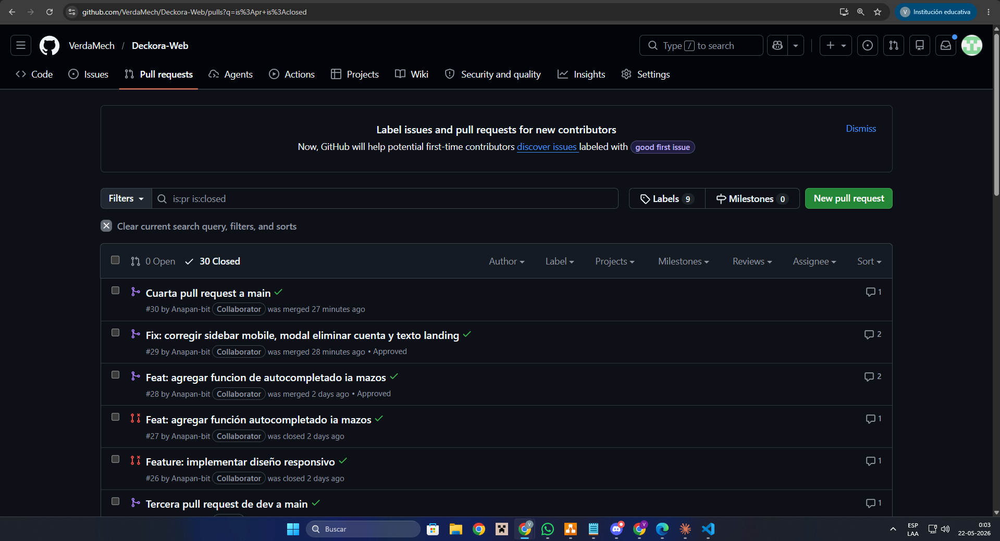 github.com/VerdaMech/Deckora-Web/pulls?q=is%3Apr+is%3Aclosed
V Institución educativa
VerdaMech / Deckora-Web
Type / to search
Code Issues Pull requests Agents Actions Projects Wiki Security and quality Insights Settings
Label issues and pull requests for new contributors
Dismiss
Now, GitHub will help potential first-time contributors discover issues labeled with good first issue
Filters is:pr is:closed Labels 9 Milestones 0 New pull request
Clear current search query, filters, and sorts
0 Open 30 Closed Author Label Projects Milestones Reviews Assignee Sort
Cuarta pull request a main 1
#30 by Anapan-bit Collaborator was merged 27 minutes ago
Fix: corregir sidebar mobile, modal eliminar cuenta y texto landing 2
#29 by Anapan-bit Collaborator was merged 28 minutes ago • Approved
Feat: agregar funcion de autocompletado ia mazos 2
#28 by Anapan-bit Collaborator was merged 2 days ago • Approved
Feat: agregar función autocompletado ia mazos 1
#27 by Anapan-bit Collaborator was closed 2 days ago
Feature: implementar diseño responsivo 1
#26 by Anapan-bit Collaborator was closed 2 days ago
Tercera pull request de dev a main 1
Buscar
V
V
ESP
LAA
0:03
22-05-2026